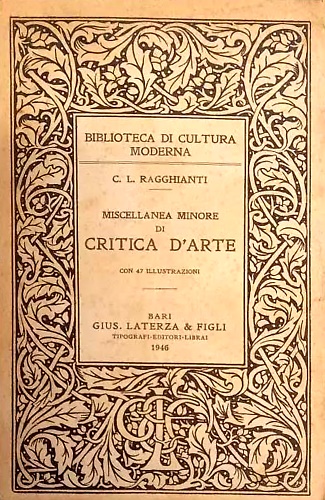 BIBLIOTECA DI CULTURA
MODERNA
C. L. RAGGHIANTI
MISCELLANEA MINORE
DI
CRITICA D'ARTE
CON 47 ILLUSTRAZIONI
BARI
GIUS. LATERZA & FIGLI
TIPOGRAFI-EDITORI-LIBRAI
1946